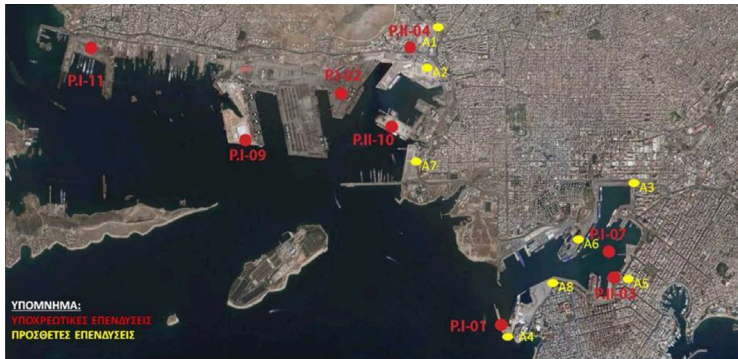 P.II-04
A1
P.I-11
A2
P.I-02
P.II-10
P.I-09
A7
A3
P.I-07
A6
P.II-03
A5
A8
P.I-01
A4
ΥΠΟΜΝΗΜΑ:
ΥΠΟΧΡΕΩΤΙΚΕΣ ΕΠΕΝΔΥΣΕΙΣ
ΠΡΟΣΘΕΤΕΣ ΕΠΕΝΔΥΣΕΙΣ